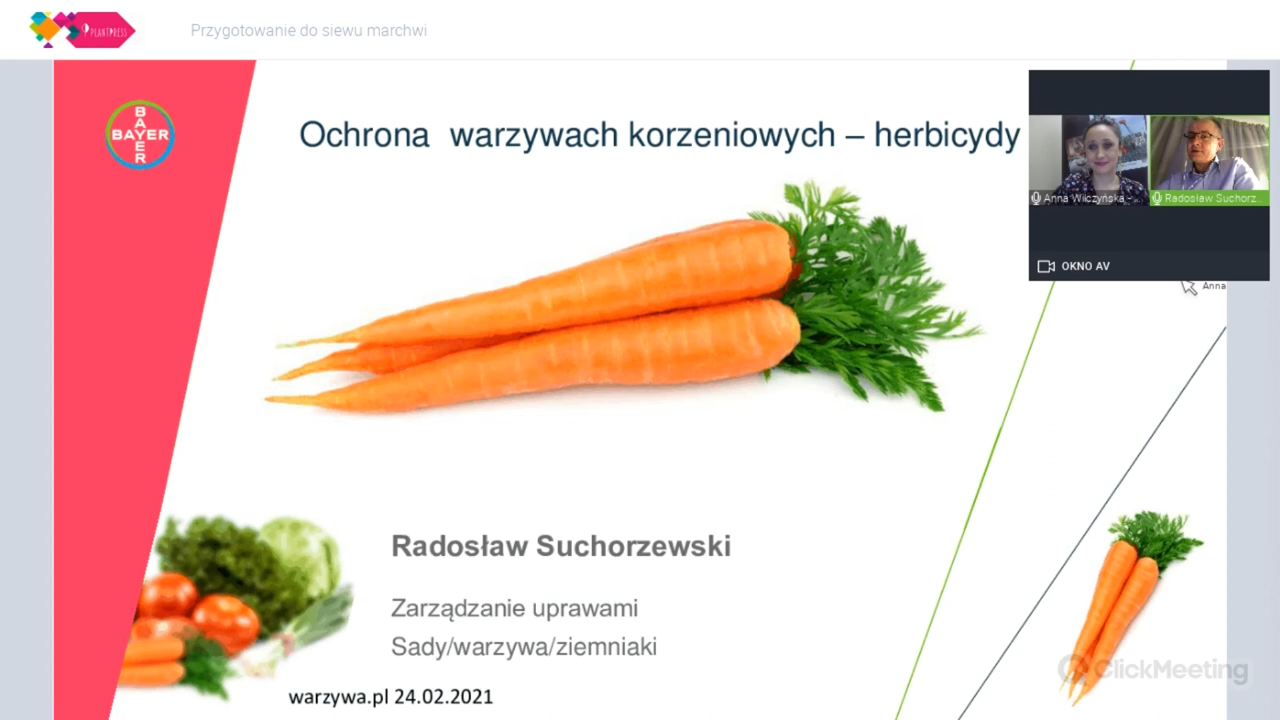 PLANTPRESS
Przygotowanie do siewu marchwi
BAYER
BAYER
Ochrona  warzywach korzeniowych – herbicydy
Anna Wilczyńska - ...
Radosław Suchorz...
OKNO AV
Anna
Radosław Suchorzewski
Zarządzanie uprawami
Sady/warzywa/ziemniaki
warzywa.pl 24.02.2021
ClickMeeting